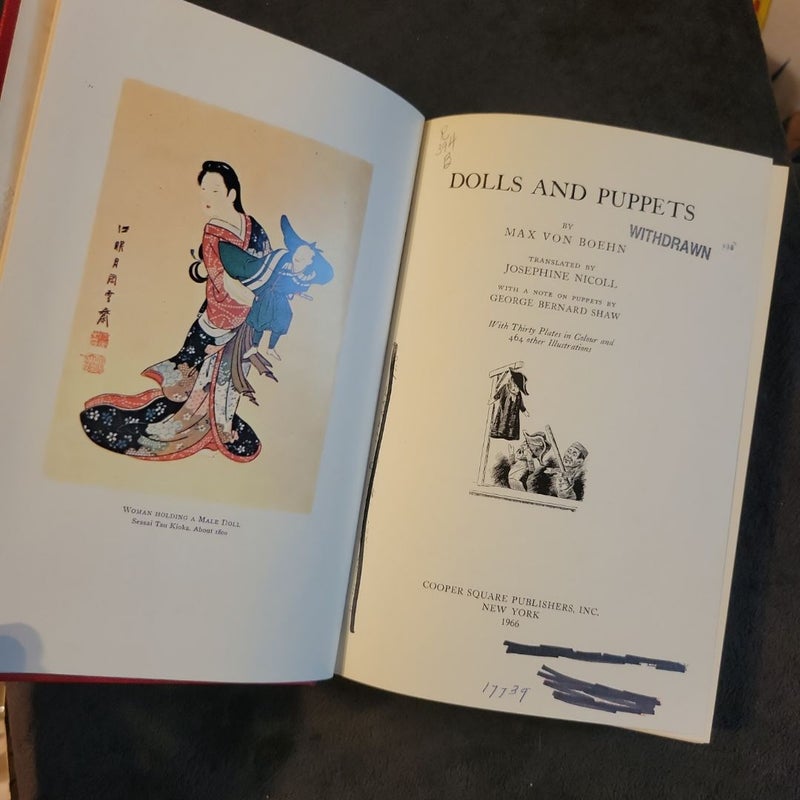 WOMAN HOLDING A MALE DOLL
Sessai Tau Kioka. About 1800
394
B
DOLLS AND PUPPETS
BY
MAX VON BOEHN
WITHDRAWN
TRANSLATED BY
JOSEPHINE NICOLL
WITH A NOTE ON PUPPETS BY
GEORGE BERNARD SHAW
With Thirty Plates in Colour and
464 other Illustrations
COOPER SQUARE PUBLISHERS, INC.
NEW YORK
1966
17739